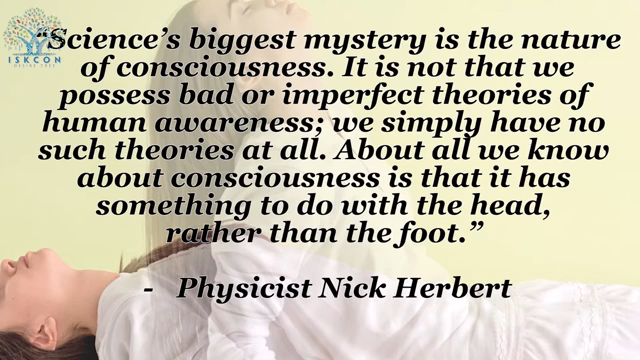 “Science’s biggest mystery is the nature
of consciousness. It is not that we
possess bad or imperfect theories of
human awareness; we simply have no
such theories at all. About all we know
about consciousness is that it has
something to do with the head,
rather than the foot.”
- Physicist Nick Herbert
ISKCON
DESIRE TREE